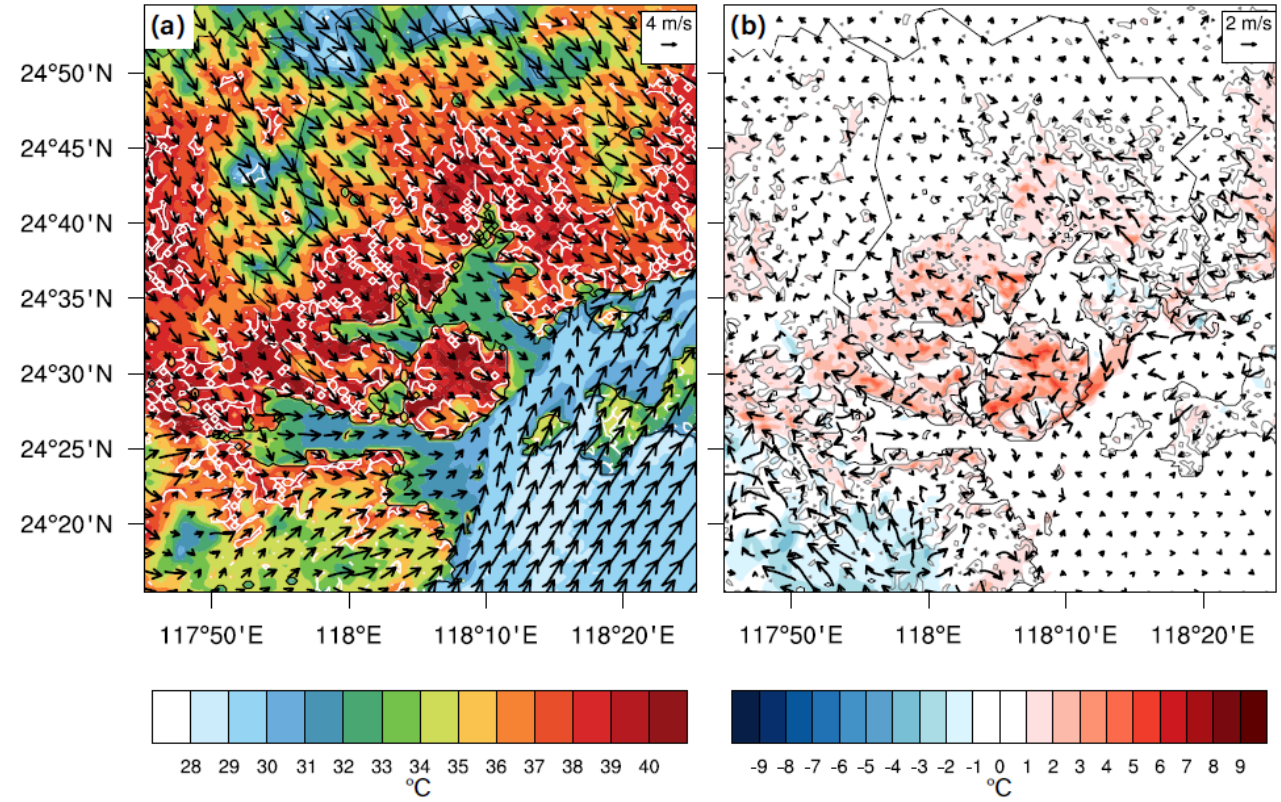 (a)
4 m/s
(b)
2 m/s
24°50'N
24°45'N
24°40'N
24°35'N
24°30'N
24°25'N
24°20'N
117°50'E 118°E 118°10'E 118°20'E
117°50'E 118°E 118°10'E 118°20'E
28 29 30 31 32 33 34 35 36 37 38 39 40
°C
-9 -8 -7 -6 -5 -4 -3 -2 -1 0 1 2 3 4 5 6 7 8 9
°C